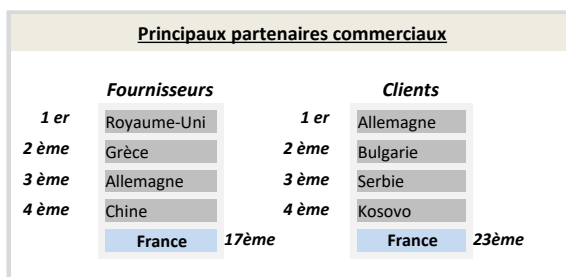 Principaux partenaires commerciaux
Fournisseurs Clients
1 er Royaume-Uni 1 er Allemagne
2 ème Grèce 2 ème Bulgarie
3 ème Allemagne 3 ème Serbie
4 ème Chine 4 ème Kosovo
France 17ème France 23ème